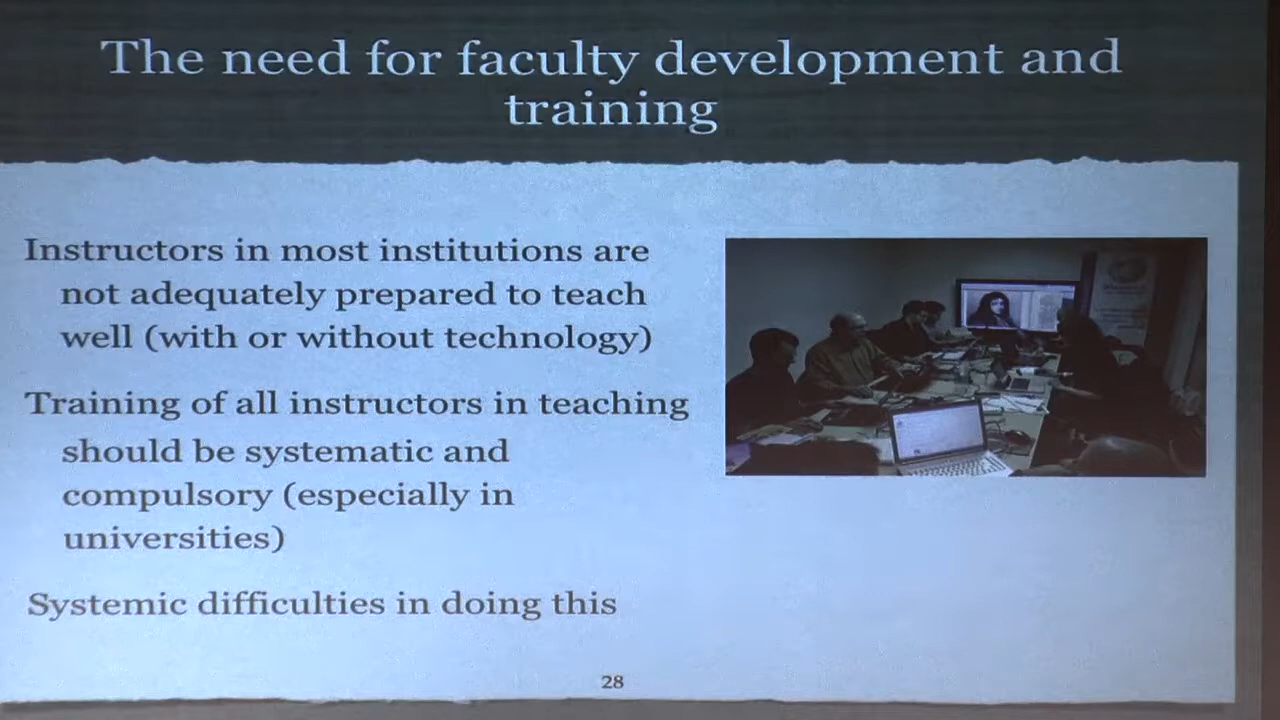 The need for faculty development and
training
Instructors in most institutions are
not adequately prepared to teach
well (with or without technology)
Training of all instructors in teaching
should be systematic and
compulsory (especially in
universities)
Systemic difficulties in doing this
28